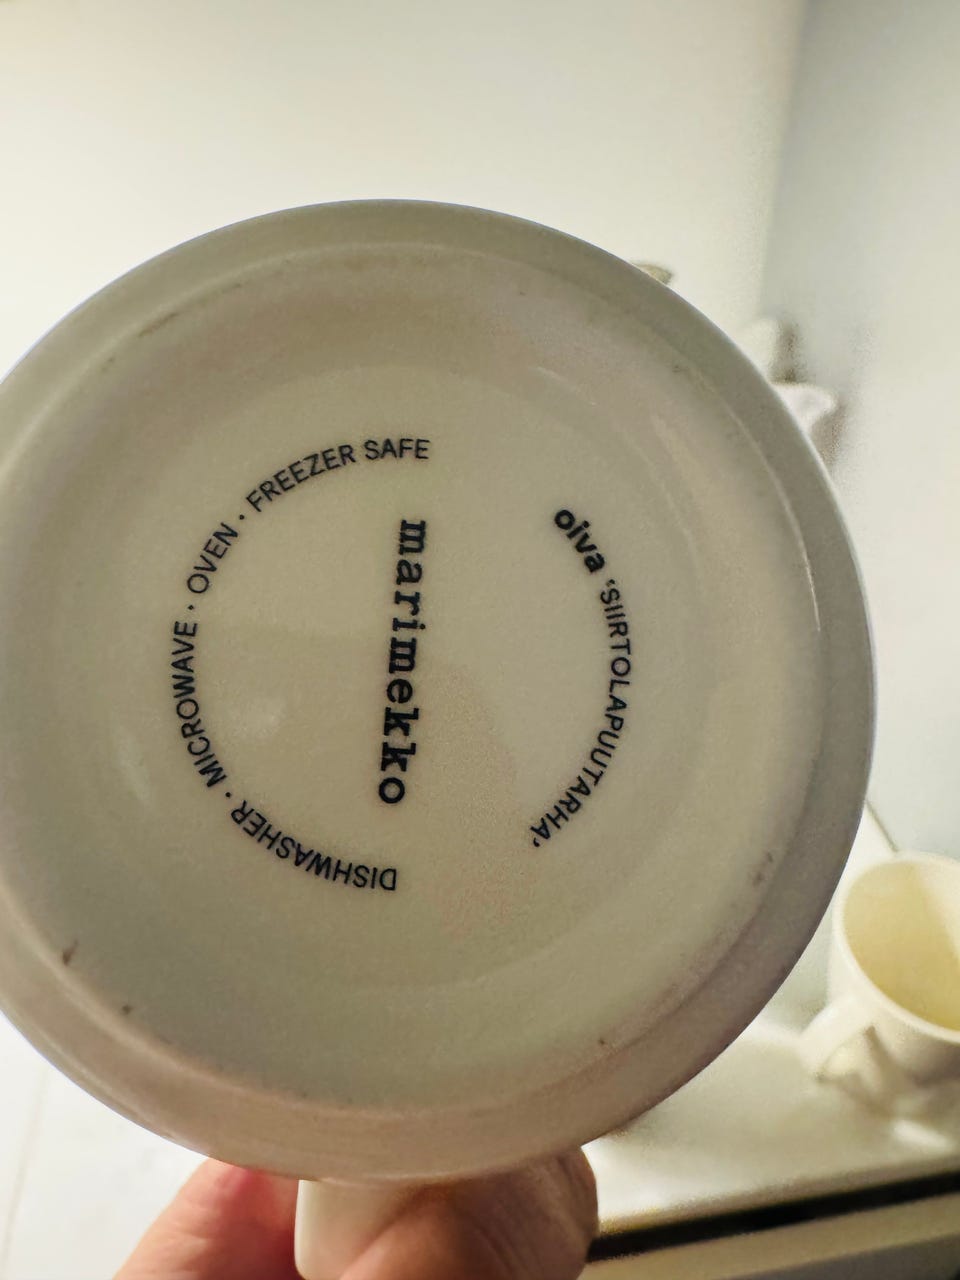 oiva ‘SIIRTOLAPUUTARHA’
marimekko
DISHWASHER · MICROWAVE · OVEN · FREEZER SAFE